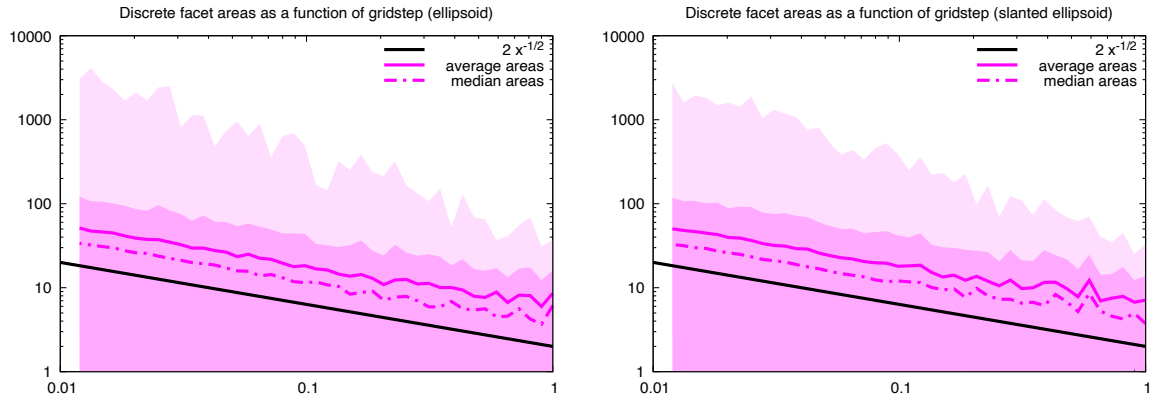 Discrete facet areas as a function of gridstep (ellipsoid)
10000
1000
100
10
1
0.01
0.1
1
2 x^-1/2
average areas
median areas
Discrete facet areas as a function of gridstep (slanted ellipsoid)
10000
1000
100
10
1
0.01
0.1
1
2 x^-1/2
average areas
median areas